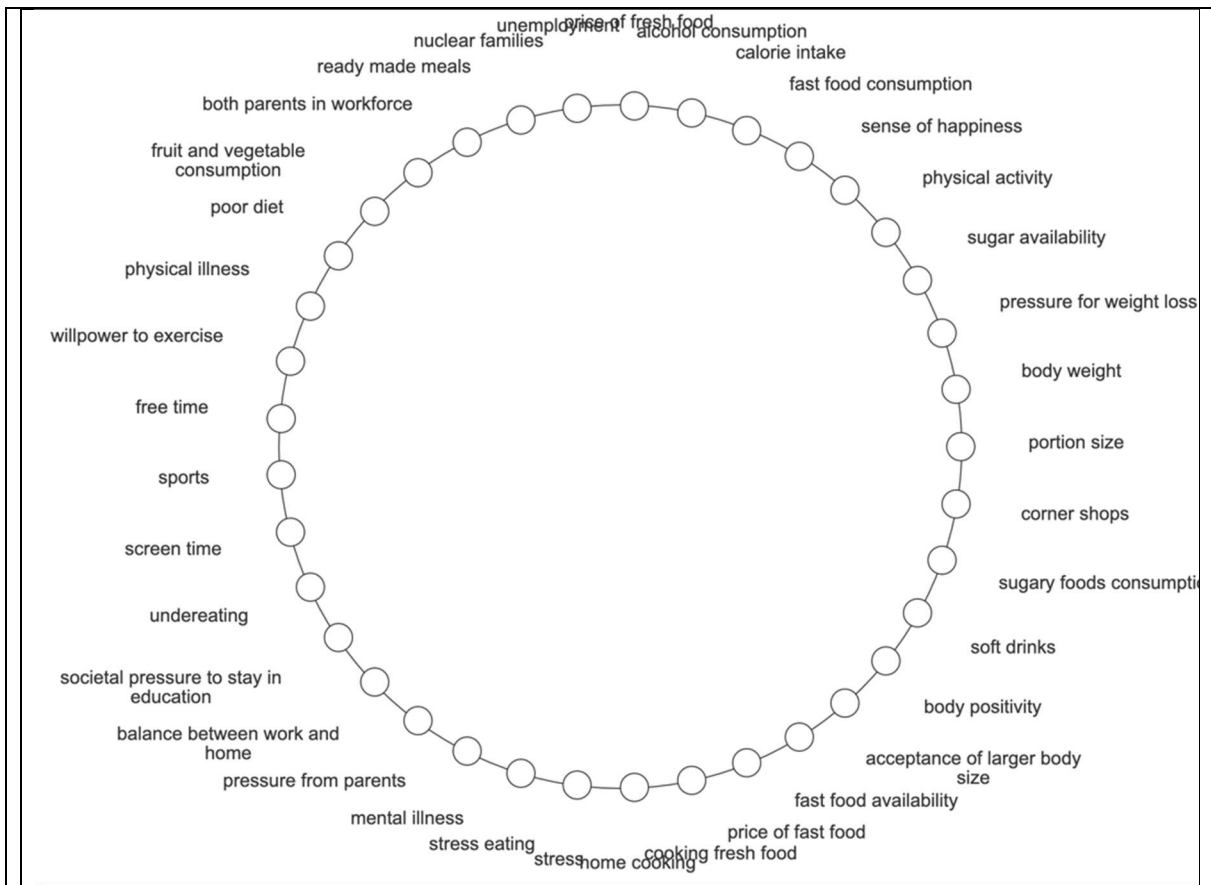 price of fresh food
alcohol consumption
calorie intake
fast food consumption
sense of happiness
physical activity
sugar availability
pressure for weight loss
body weight
portion size
corner shops
sugary foods consumptio
soft drinks
body positivity
acceptance of larger body
size
fast food availability
price of fast food
cooking fresh food
home cooking
stress
stress eating
mental illness
pressure from parents
balance between work and
home
societal pressure to stay in
education
undereating
screen time
sports
free time
willpower to exercise
physical illness
poor diet
fruit and vegetable
consumption
both parents in workforce
ready made meals
nuclear families
unemployment